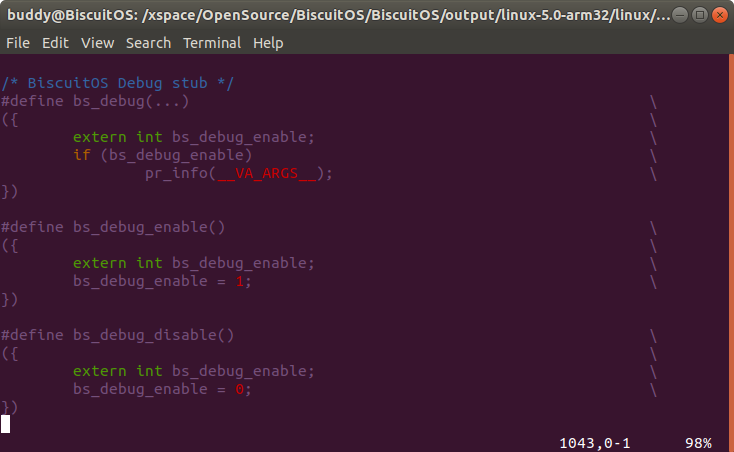 buddy@BiscuitOS: /xspace/OpenSource/BiscuitOS/BiscuitOS/output/linux-5.0-arm32/linux/...
File Edit View Search Terminal Help
/* BiscuitOS Debug stub */
#define bs_debug(...) \
({ \
extern int bs_debug_enable; \
if (bs_debug_enable) \
pr_info(__VA_ARGS__); \
})
#define bs_debug_enable() \
({ \
extern int bs_debug_enable; \
bs_debug_enable = 1; \
})
#define bs_debug_disable() \
({ \
extern int bs_debug_enable; \
bs_debug_enable = 0; \
})
1043,0-1 98%